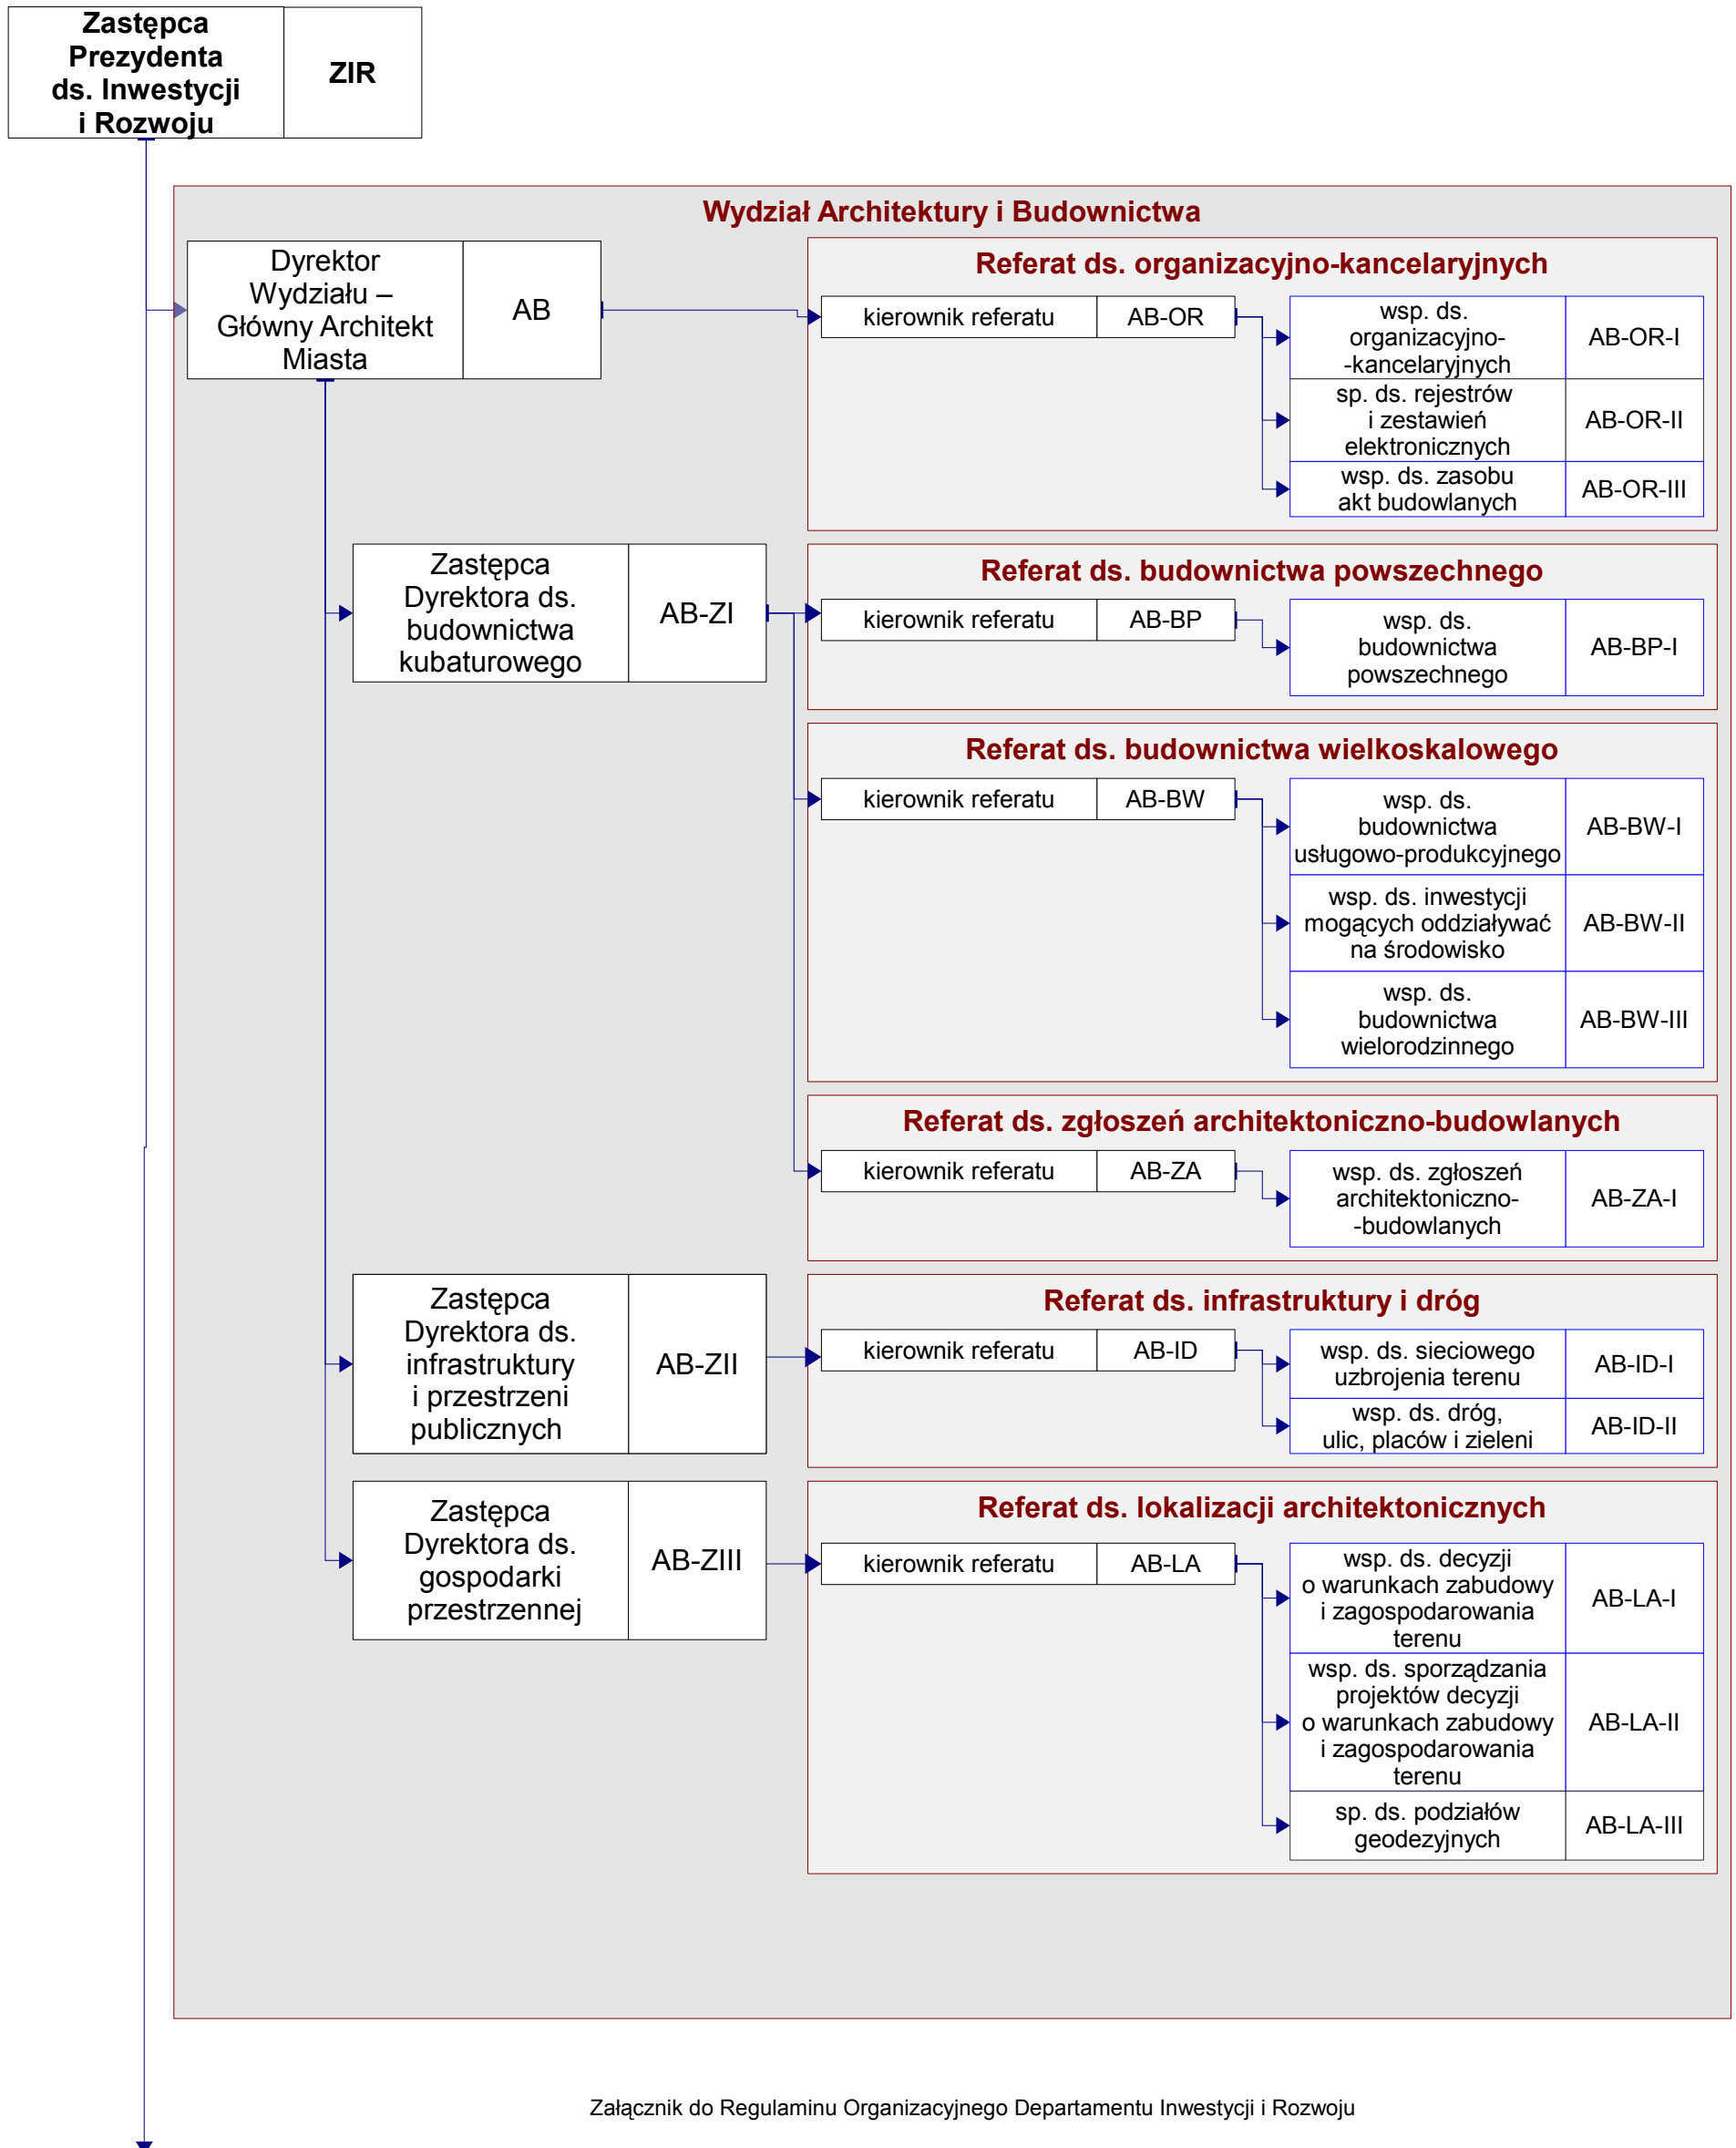 Zastępca
Prezydenta
ds. Inwestycji
i Rozwoju
ZIR
Wydział Architektury i Budownictwa
Dyrektor
Wydziału –
Główny Architekt
Miasta
AB
Referat ds. organizacyjno-kancelaryjnych
kierownik referatu
AB-OR
wsp. ds.
organizacyjno-
-kancelaryjnych
AB-OR-I
sp. ds. rejestrów
i zestawień
elektronicznych
AB-OR-II
wsp. ds. zasobu
akt budowlanych
AB-OR-III
Zastępca
Dyrektora ds.
budownictwa
kubaturowego
AB-ZI
Referat ds. budownictwa powszechnego
kierownik referatu
AB-BP
wsp. ds.
budownictwa
powszechnego
AB-BP-I
Referat ds. budownictwa wielkoskalowego
kierownik referatu
AB-BW
wsp. ds.
budownictwa
usługowo-produkcyjnego
AB-BW-I
wsp. ds. inwestycji
mogących oddziaływać
na środowisko
AB-BW-II
wsp. ds.
budownictwa
wielorodzinnego
AB-BW-III
Referat ds. zgłoszeń architektoniczno-budowlanych
kierownik referatu
AB-ZA
wsp. ds. zgłoszeń
architektoniczno-
-budowlanych
AB-ZA-I
Zastępca
Dyrektora ds.
infrastruktury
i przestrzeni
publicznych
AB-ZII
Referat ds. infrastruktury i dróg
kierownik referatu
AB-ID
wsp. ds. sieciowego
uzbrojenia terenu
AB-ID-I
wsp. ds. dróg,
ulic, placów i zieleni
AB-ID-II
Zastępca
Dyrektora ds.
gospodarki
przestrzennej
AB-ZIII
Referat ds. lokalizacji architektonicznych
kierownik referatu
AB-LA
wsp. ds. decyzji
o warunkach zabudowy
i zagospodarowania
terenu
AB-LA-I
wsp. ds. sporządzania
projektów decyzji
o warunkach zabudowy
i zagospodarowania
terenu
AB-LA-II
sp. ds. podziałów
geodezyjnych
AB-LA-III
Załącznik do Regulaminu Organizacyjnego Departamentu Inwestycji i Rozwoju